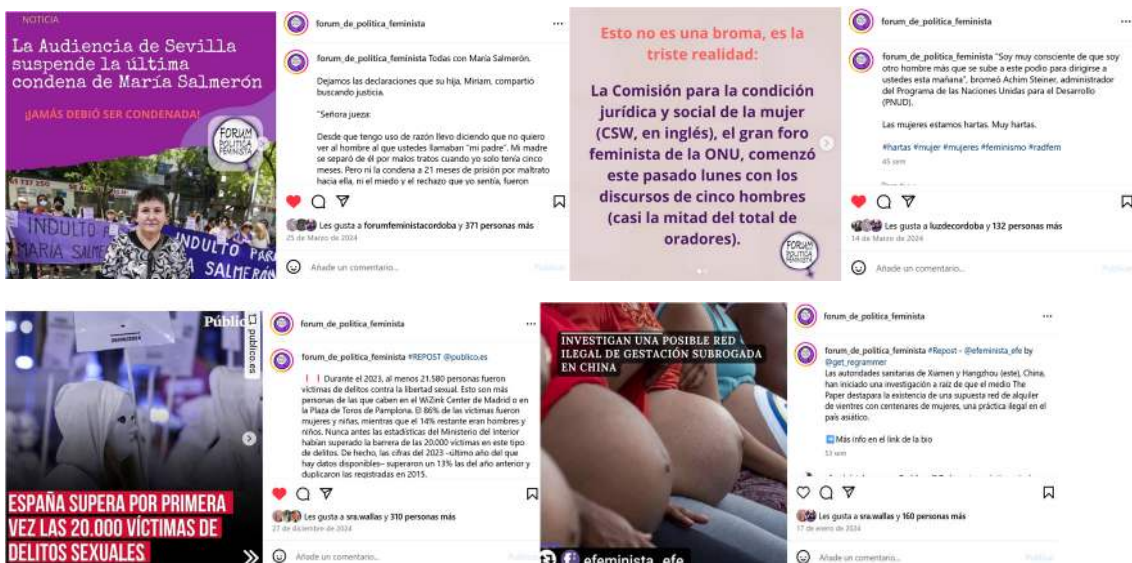 NOTICIA
La Audiencia de Sevilla
suspende la última
condena de María Salmerón
¡JAMÁS DEBIÓ SER CONDENADA!
FORUM
POLÍTICA
FEMINISTA
INDULTO P
MARIA SALME
INDULTO PARA
SALMERÓN
forum_de_politica_feminista
forum_de_politica_feminista Todas con María Salmerón.
Dejamos las declaraciones que su hija, Miriam, compartió
buscando justicia.
"Señora jueza:
Desde que tengo uso de razón llevo diciendo que no quiero
ver al hombre al que ustedes llamaban "mi padre". Mi madre
se separó de él por malos tratos cuando yo solo tenía cinco
meses. Pero ni la condena a 21 meses de prisión por maltrato
hacia ella, ni el miedo y el rechazo que yo sentía, fueron
Les gusta a forumfeministacordoba y 371 personas más
25 de Marzo de 2024
Añade un comentario...
Publicar
Esto no es una broma, es la
triste realidad:
La Comisión para la condición
jurídica y social de la mujer
(CSW, en inglés), el gran foro
feminista de la ONU, comenzó
este pasado lunes con los
discursos de cinco hombres
(casi la mitad del total de
oradores).
FORUM
POLÍTICA
FEMINISTA
forum_de_politica_feminista
forum_de_politica_feminista "Soy muy consciente de que soy
otro hombre más que se sube a este podio para dirigirse a
ustedes esta mañana", bromeó Achim Steiner, administrador
del Programa de las Naciones Unidas para el Desarrollo
(PNUD).
Las mujeres estamos hartas. Muy hartas.
#hartas #mujer #mujeres #feminismo #radfem
45 sem
Les gusta a luzdecordoba y 132 personas más
14 de Marzo de 2024
Añade un comentario...
Publicar
Público
publico.es
ESPAÑA SUPERA POR PRIMERA
VEZ LAS 20.000 VÍCTIMAS DE
DELITOS SEXUALES
forum_de_politica_feminista
forum_de_politica_feminista #REPOST @publico.es
Durante el 2023, al menos 21.580 personas fueron
víctimas de delitos contra la libertad sexual. Esto son más
personas de las que caben en el WiZink Center de Madrid o en
la Plaza de Toros de Pamplona. El 86% de las víctimas fueron
mujeres y niñas, mientras que el 14% restante eran hombres y
niños. Nunca antes las estadísticas del Ministerio del Interior
habían superado la barrera de las 20.000 víctimas en este tipo
de delitos. De hecho, las cifras del 2023 -último año del que
hay datos disponibles- superaron un 13% las del año anterior y
duplicaron las registradas en 2015.
Les gusta a sra.wallas y 310 personas más
27 de diciembre de 2024
Añade un comentario...
INVESTIGAN UNA POSIBLE RED
ILEGAL DE GESTACIÓN SUBROGADA
EN CHINA
efeminista_efe
forum_de_politica_feminista
forum_de_politica_feminista #Repost - @efeminista_efe by
@get_regrammer
Las autoridades sanitarias de Xiamen y Hangzhou (este), China,
han iniciado una investigación a raíz de que el medio The
Paper destapara la existencia de una supuesta red de alquiler
de vientres con centenares de mujeres, una práctica ilegal en el
país asiático.
Más info en el link de la bio
53 sem
Les gusta a sra.wallas y 160 personas más
17 de enero de 2024
Añade un comentario...
Publicar